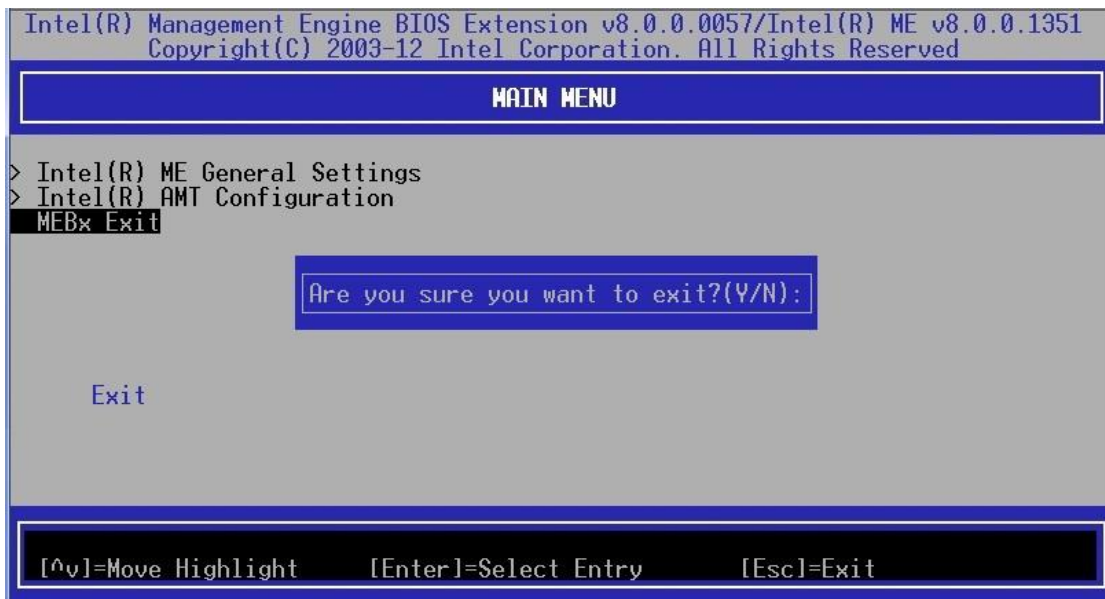 Intel(R) Management Engine BIOS Extension v8.0.0.0057/Intel(R) ME v8.0.0.1351
Copyright(C) 2003-12 Intel Corporation. All Rights Reserved
MAIN MENU
> Intel(R) ME General Settings
> Intel(R) AMT Configuration
MEBx Exit
Are you sure you want to exit?(Y/N):
Exit
[^v]=Move Highlight [Enter]=Select Entry [Esc]=Exit